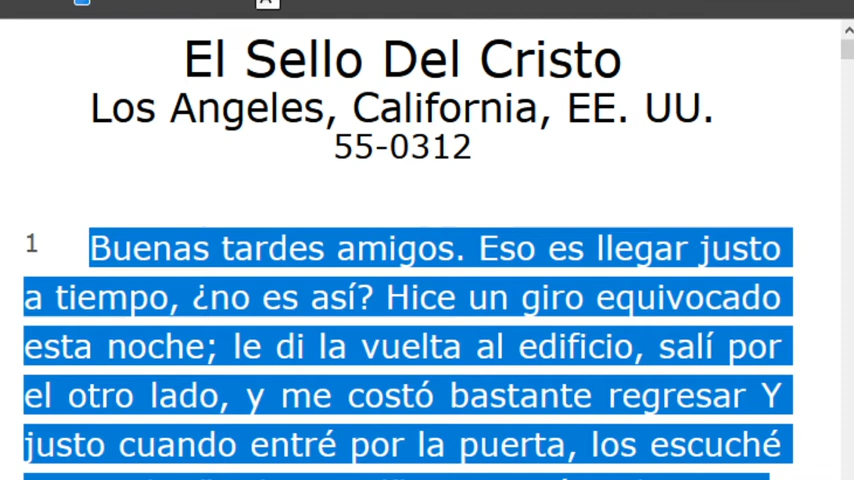 El Sello Del Cristo
Los Angeles, California, EE. UU.
55-0312
1 Buenas tardes amigos. Eso es llegar justo
a tiempo, ¿no es así? Hice un giro equivocado
esta noche; le di la vuelta al edificio, salí por
el otro lado, y me costó bastante regresar Y
justo cuando entré por la puerta, los escuché